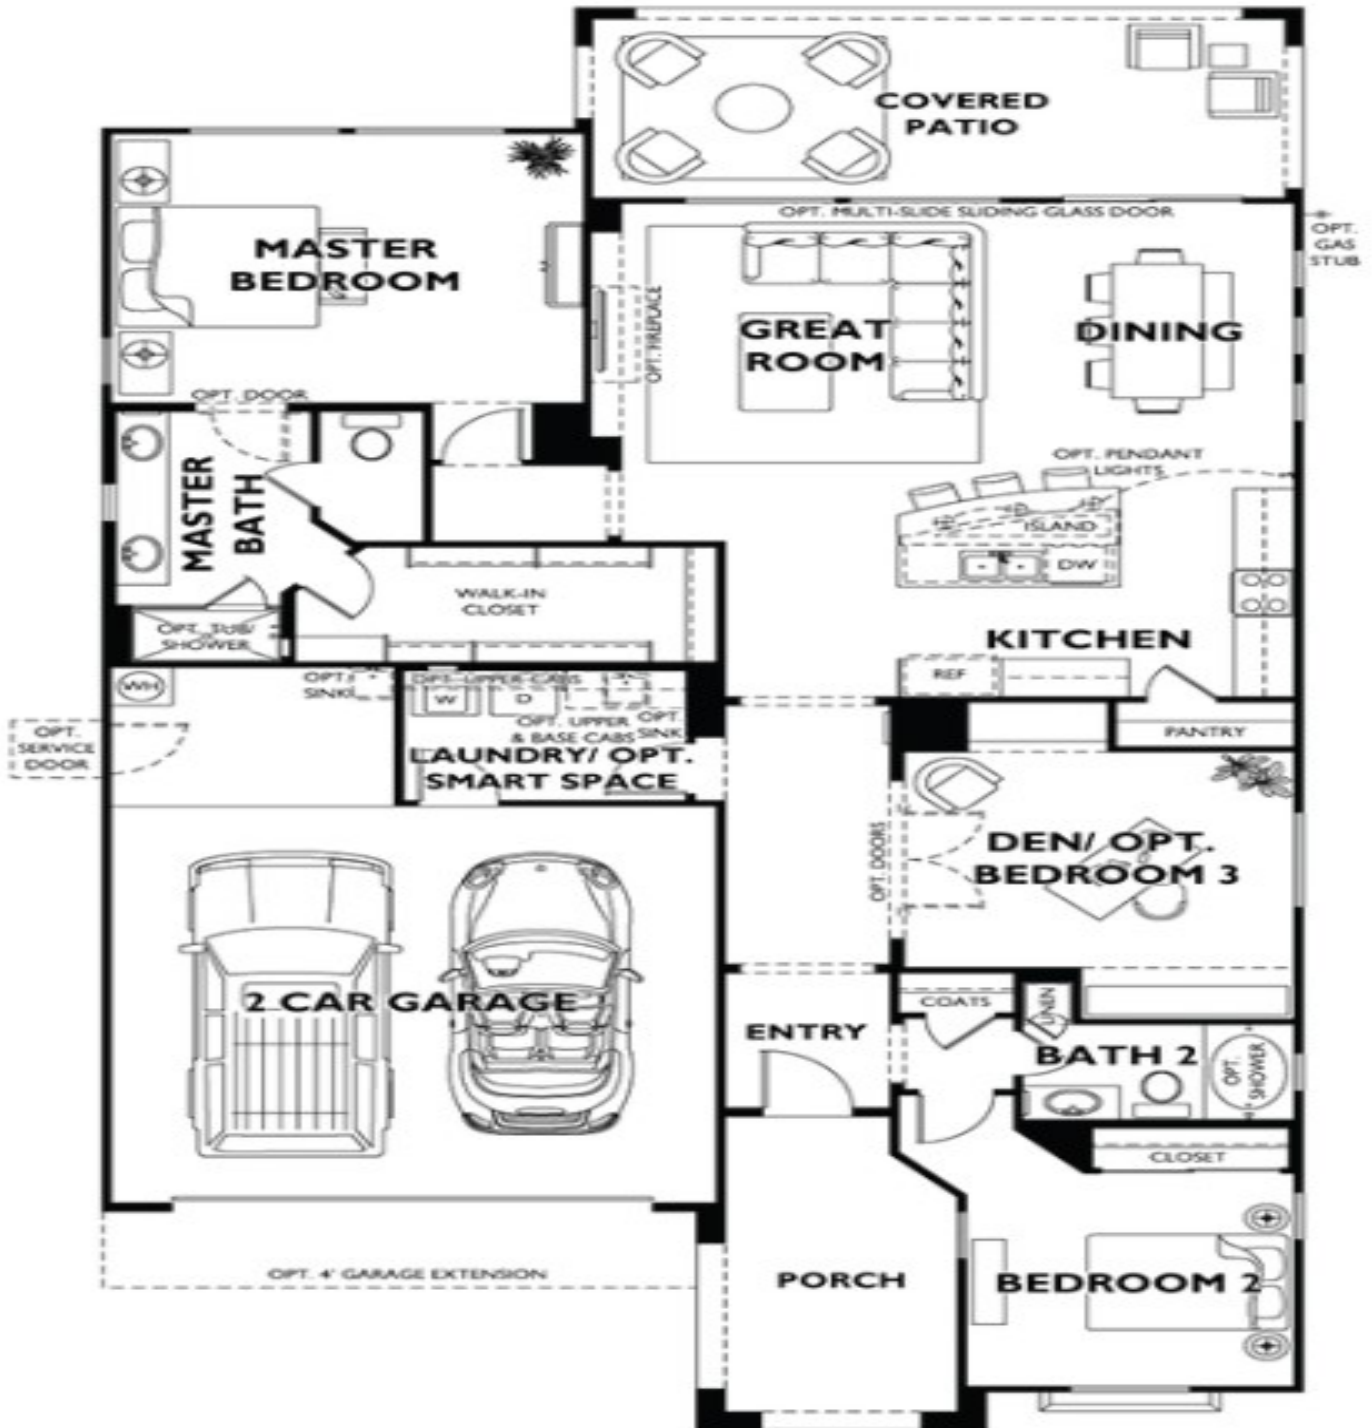 COVERED
PATIO
OPT. MULTI-SLIDE SLIDING GLASS DOOR
OPT.
GAS
STUB
MASTER
BEDROOM
OPT. FIREPLACE
GREAT
ROOM
DINING
OPT. DOOR
MASTER
BATH
OPT. PENDANT
LIGHTS
ISLAND
DW
WALK-IN
CLOSET
OPT. TUB/
SHOWER
KITCHEN
REF
WH
OPT.
SINK
OPT. UPPER CABS
W
D
OPT. UPPER
& BASE CABS
OPT.
SINK
PANTRY
OPT.
SERVICE
DOOR
LAUNDRY/ OPT.
SMART SPACE
OPT. DOORS
DEN/ OPT.
BEDROOM 3
2 CAR GARAGE
COATS
LINEN
ENTRY
BATH 2
OPT.
SHOWER
CLOSET
OPT. 4' GARAGE EXTENSION
PORCH
BEDROOM 2